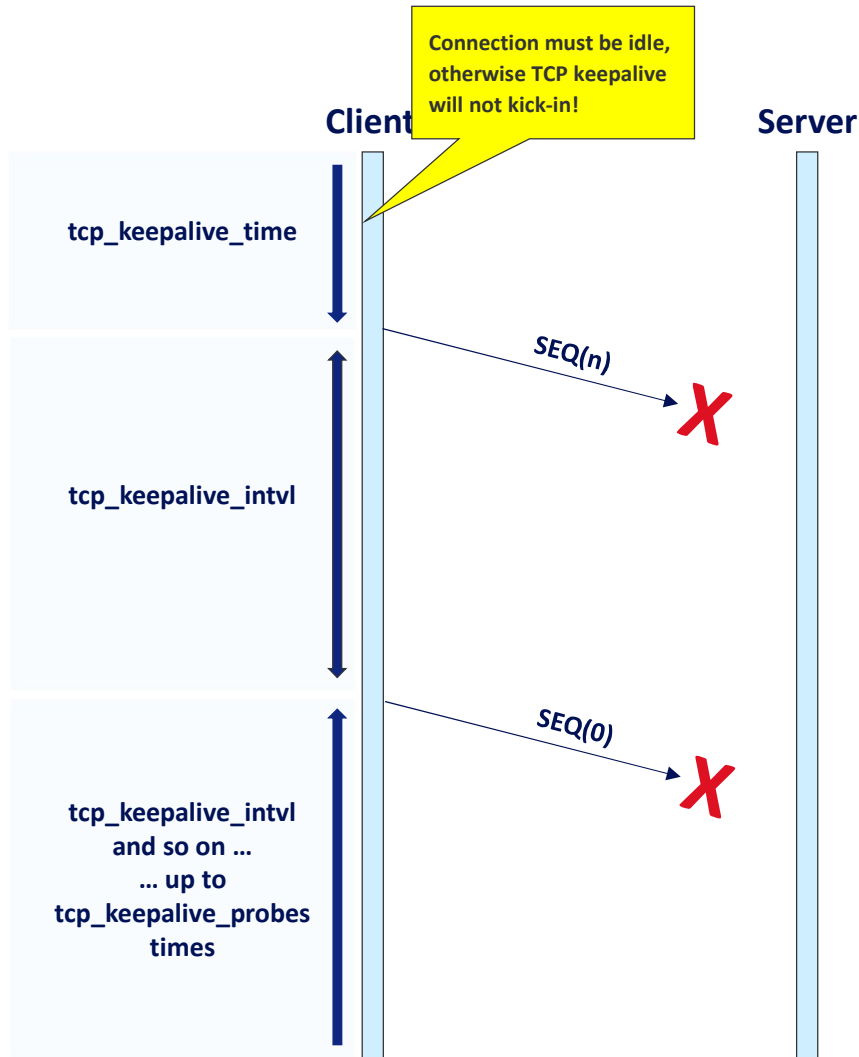 Connection must be idle,
otherwise TCP keepalive
will not kick-in!
Client
Server
tcp_keepalive_time
SEQ(n)
X
tcp_keepalive_intvl
SEQ(0)
X
tcp_keepalive_intvl
and so on ...
... up to
tcp_keepalive_probes
times